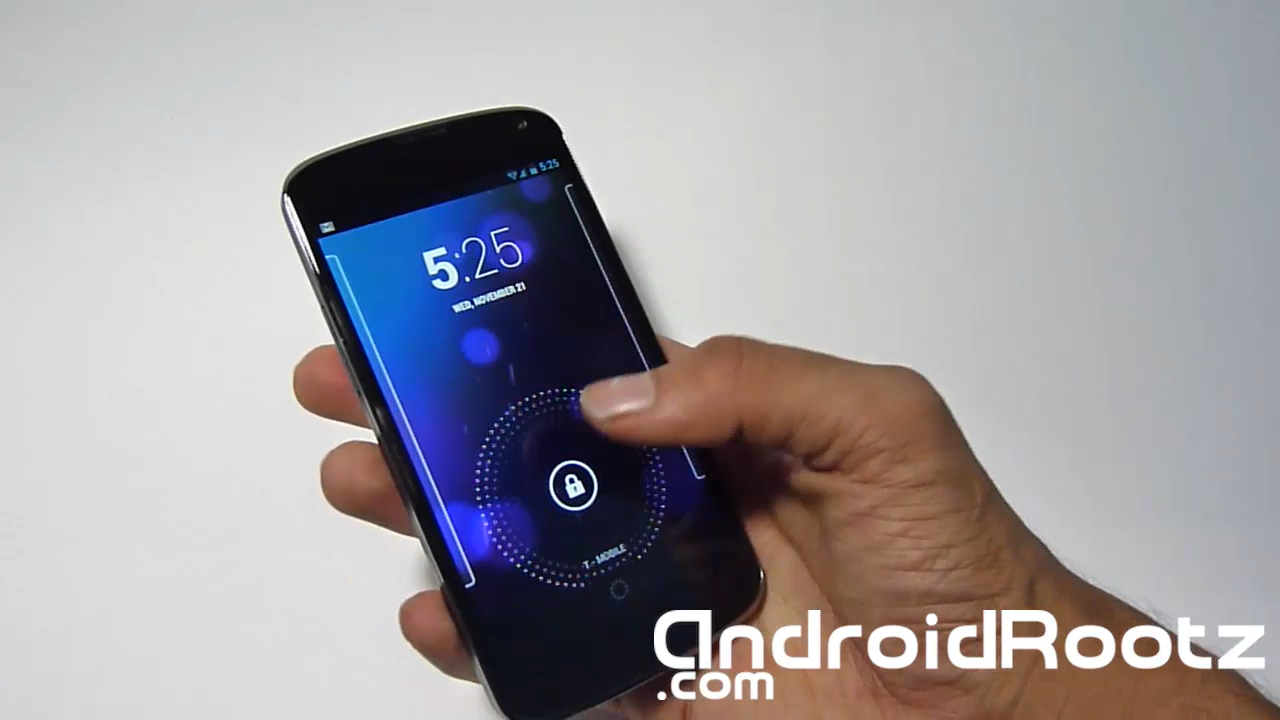 5:25
5:25
WED, NOVEMBER 21
T-MOBILE
AndroidRootz
.com